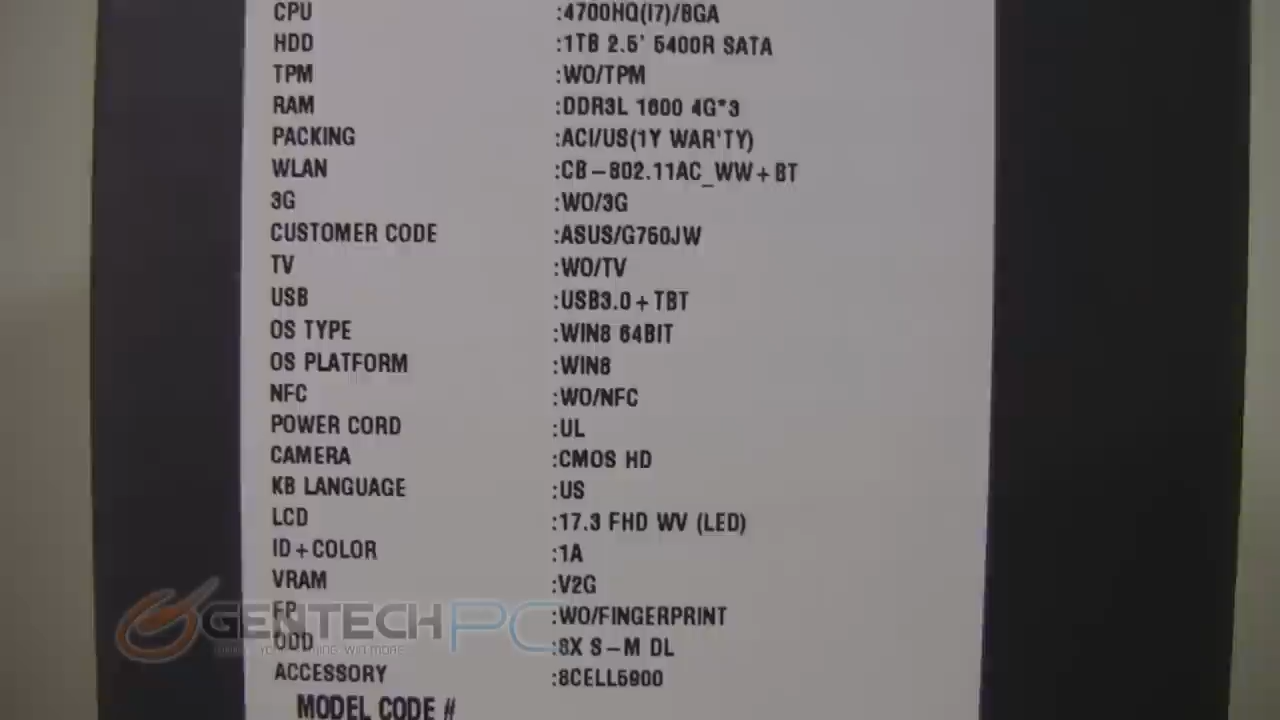 CPU :4700HQ(I7)/BGA
HDD :1TB 2.5' 5400R SATA
TPM :WO/TPM
RAM :DDR3L 1600 4G*3
PACKING :ACI/US(1Y WAR'TY)
WLAN :CB-802.11AC_WW+BT
3G :WO/3G
CUSTOMER CODE :ASUS/G750JW
TV :WO/TV
USB :USB3.0+TBT
OS TYPE :WIN8 64BIT
OS PLATFORM :WIN8
NFC :WO/NFC
POWER CORD :UL
CAMERA :CMOS HD
KB LANGUAGE :US
LCD :17.3 FHD WV (LED)
ID+COLOR :1A
VRAM :V2G
FP :WO/FINGERPRINT
GENTECH PC
ODD :8X S-M DL
ACCESSORY :8CELL5900
MODEL CODE #